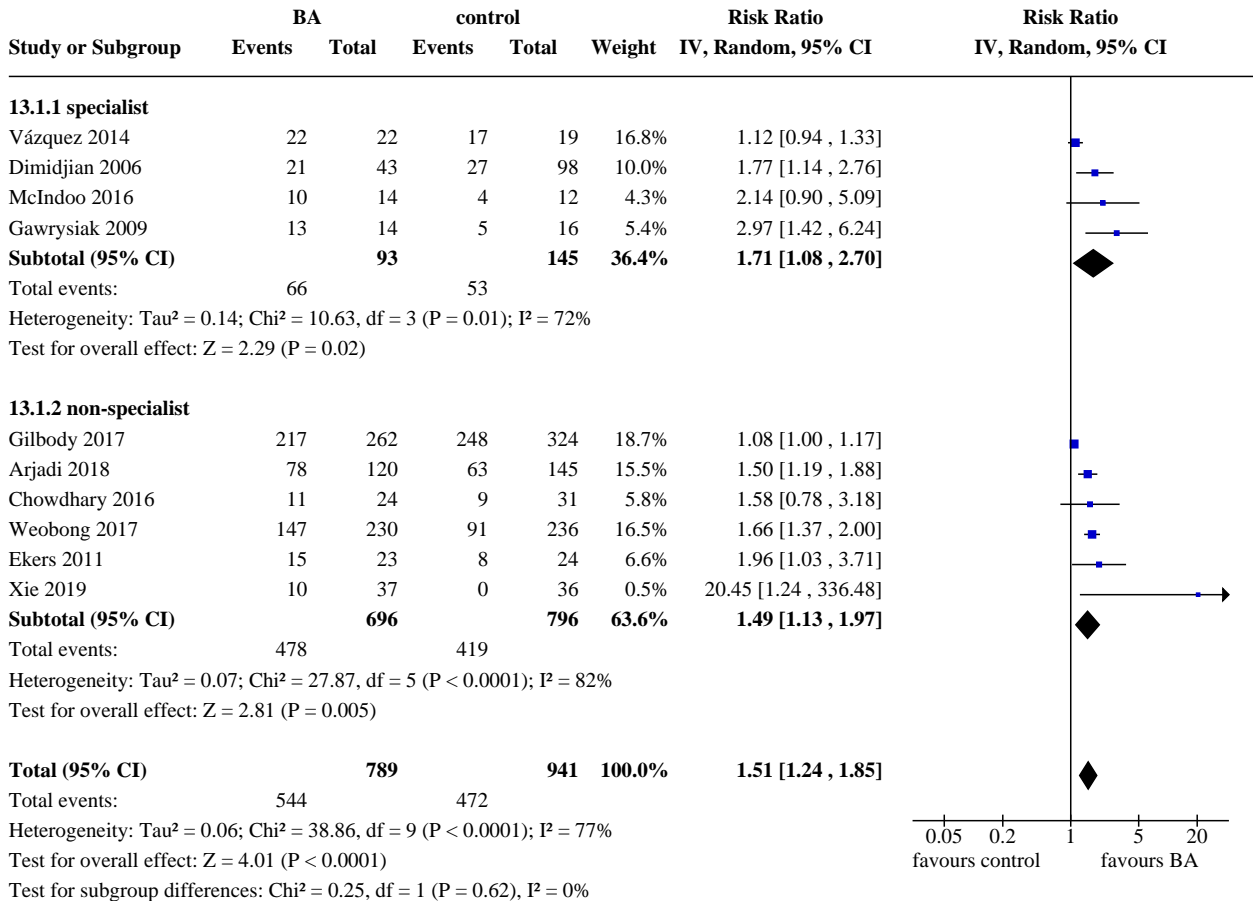 BA control Risk Ratio Risk Ratio
Study or Subgroup Events Total Events Total Weight IV, Random, 95% CI IV, Random, 95% CI
13.1.1 specialist
Vázquez 2014 22 22 17 19 16.8% 1.12 [0.94 , 1.33]
Dimidjian 2006 21 43 27 98 10.0% 1.77 [1.14 , 2.76]
McIndoo 2016 10 14 4 12 4.3% 2.14 [0.90 , 5.09]
Gawrysiak 2009 13 14 5 16 5.4% 2.97 [1.42 , 6.24]
Subtotal (95% CI) 93 145 36.4% 1.71 [1.08 , 2.70]
Total events: 66 53
Heterogeneity: Tau² = 0.14; Chi² = 10.63, df = 3 (P = 0.01); I² = 72%
Test for overall effect: Z = 2.29 (P = 0.02)
13.1.2 non-specialist
Gilbody 2017 217 262 248 324 18.7% 1.08 [1.00 , 1.17]
Arjadi 2018 78 120 63 145 15.5% 1.50 [1.19 , 1.88]
Chowdhary 2016 11 24 9 31 5.8% 1.58 [0.78 , 3.18]
Weobong 2017 147 230 91 236 16.5% 1.66 [1.37 , 2.00]
Ekers 2011 15 23 8 24 6.6% 1.96 [1.03 , 3.71]
Xie 2019 10 37 0 36 0.5% 20.45 [1.24 , 336.48]
Subtotal (95% CI) 696 796 63.6% 1.49 [1.13 , 1.97]
Total events: 478 419
Heterogeneity: Tau² = 0.07; Chi² = 27.87, df = 5 (P < 0.0001); I² = 82%
Test for overall effect: Z = 2.81 (P = 0.005)
Total (95% CI) 789 941 100.0% 1.51 [1.24 , 1.85]
Total events: 544 472
Heterogeneity: Tau² = 0.06; Chi² = 38.86, df = 9 (P < 0.0001); I² = 77%
Test for overall effect: Z = 4.01 (P < 0.0001)
Test for subgroup differences: Chi² = 0.25, df = 1 (P = 0.62), I² = 0%
0.05 0.2 1 5 20
favours control favours BA